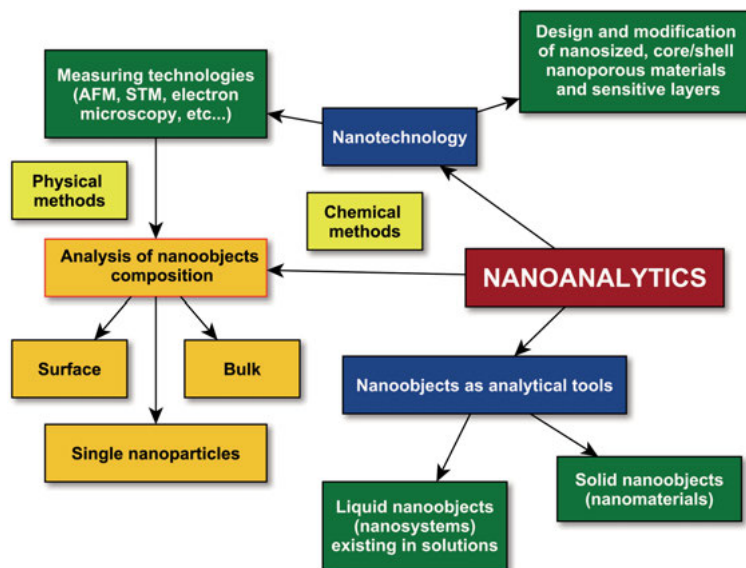 Measuring technologies
(AFM, STM, electron
microscopy, etc...)
Design and modification
of nanosized, core/shell
nanoporous materials
and sensitive layers
Nanotechnology
Physical
methods
Chemical
methods
Analysis of nanoobjects
composition
NANOANALYTICS
Surface
Bulk
Single nanoparticles
Nanoobjects as analytical tools
Liquid nanoobjects
(nanosystems)
existing in solutions
Solid nanoobjects
(nanomaterials)